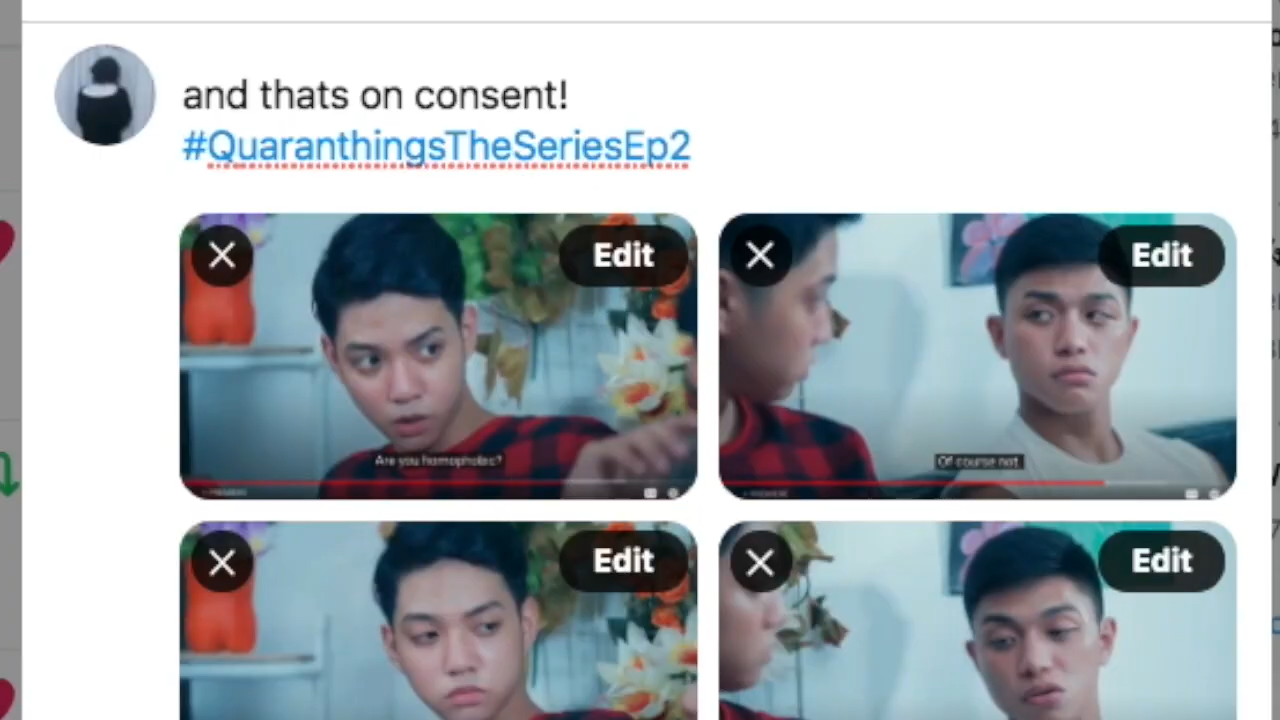 and thats on consent!
#QuaranthingsTheSeriesEp2
Edit
Edit
Are you homophobic?
Of course not.
Edit
Edit